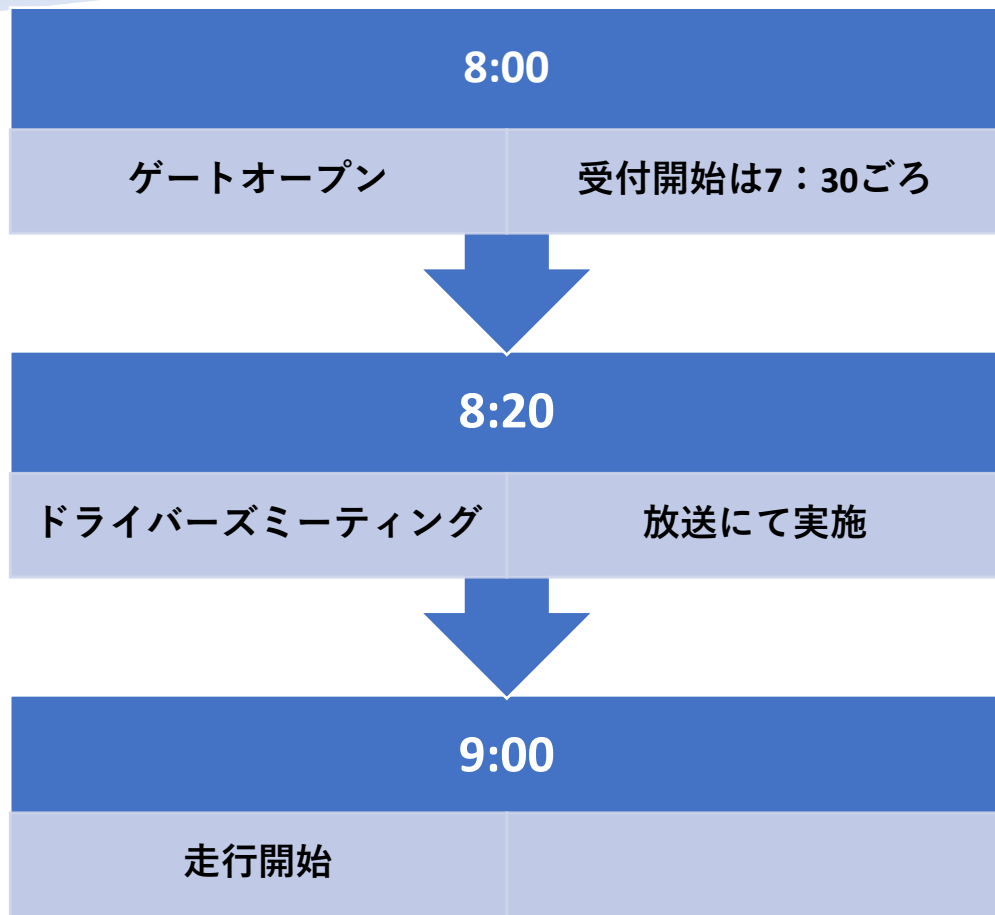 8:00
ゲートオープン
受付開始は7：30ごろ
8:20
ドライバーズミーティング
放送にて実施
9:00
走行開始